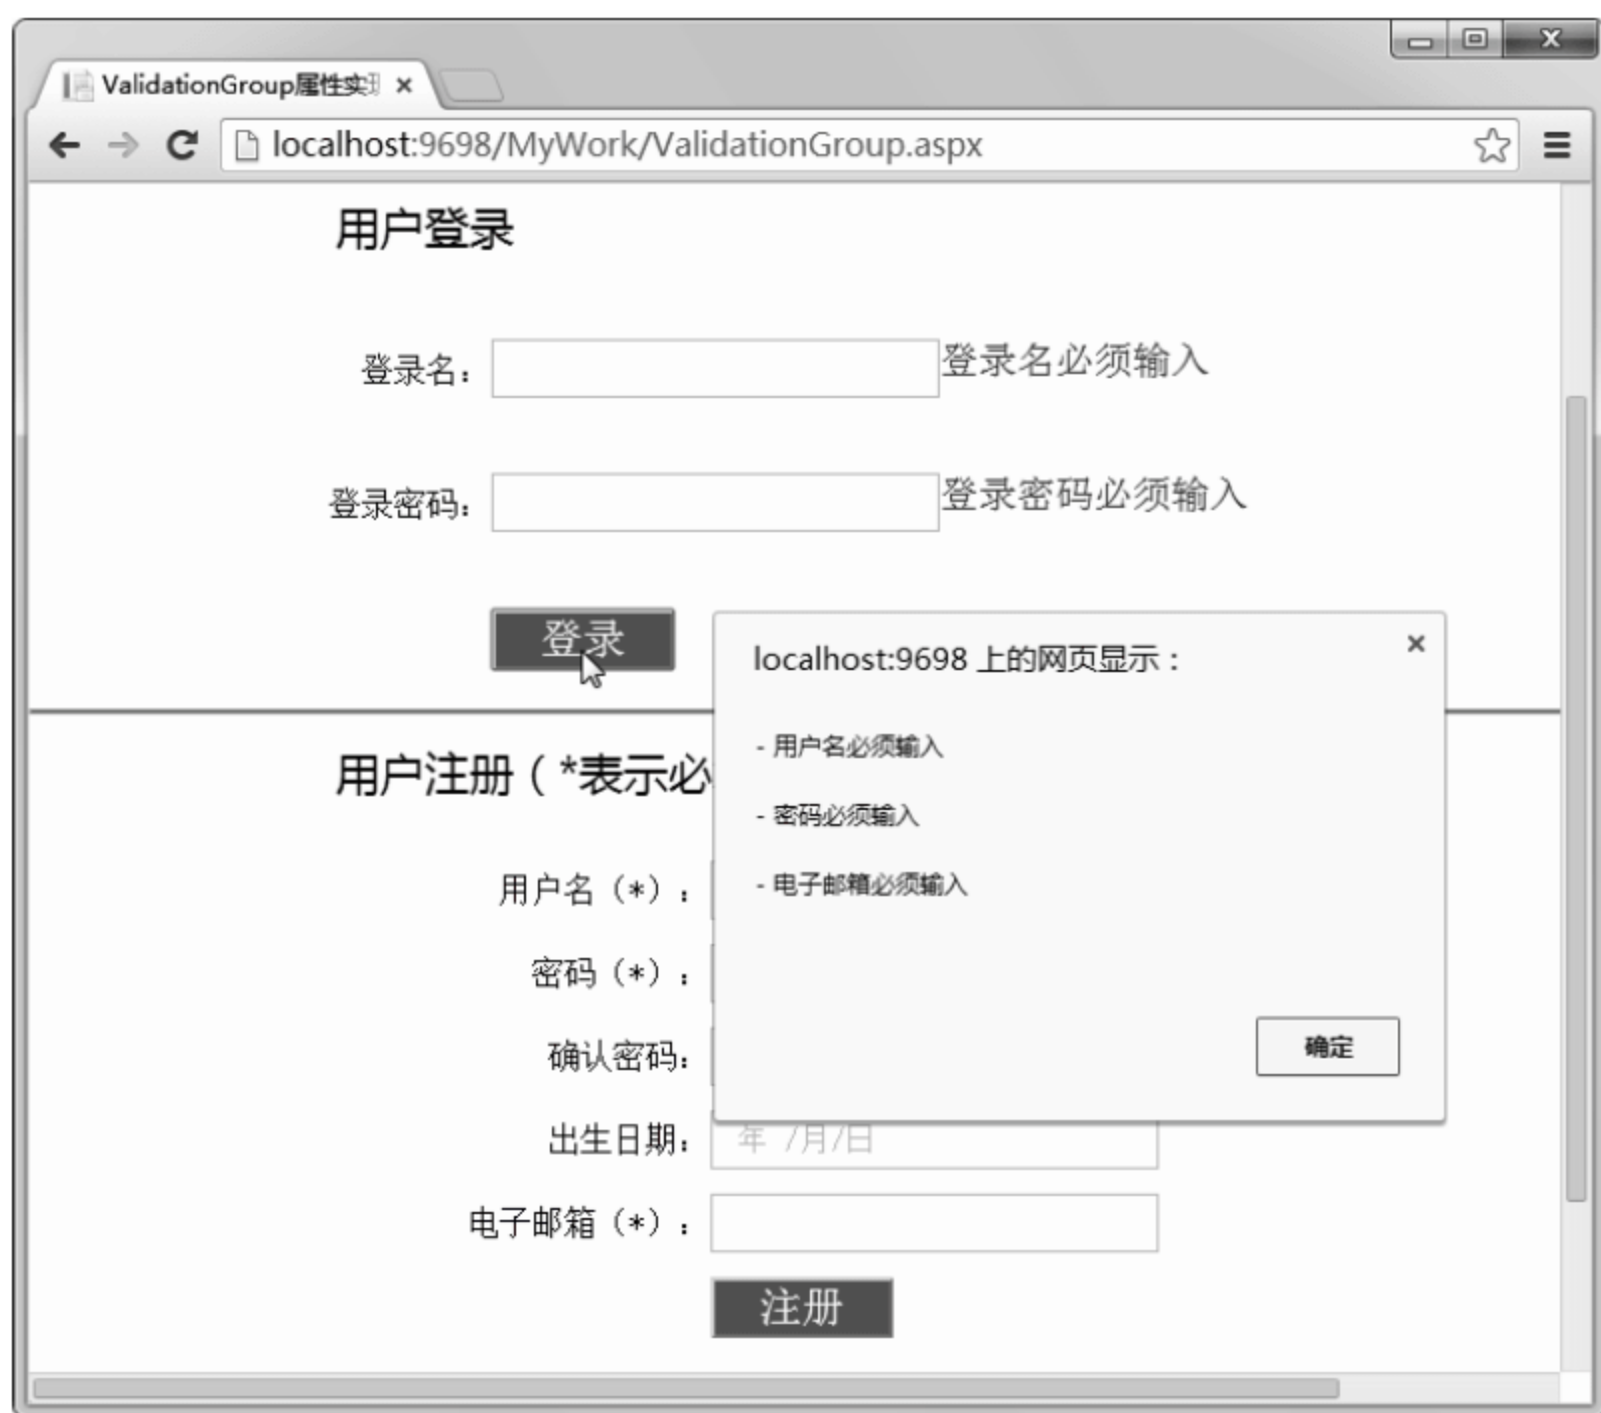 ValidationGroup属性实
localhost:9698/MyWork/ValidationGroup.aspx
用户登录
登录名：
登录名必须输入
登录密码：
登录密码必须输入
登录
localhost:9698 上的网页显示：
- 用户名必须输入
- 密码必须输入
- 电子邮箱必须输入
确定
用户注册（*表示必
用户名（*）：
密码（*）：
确认密码：
出生日期：
年 /月/日
电子邮箱（*）：
注册